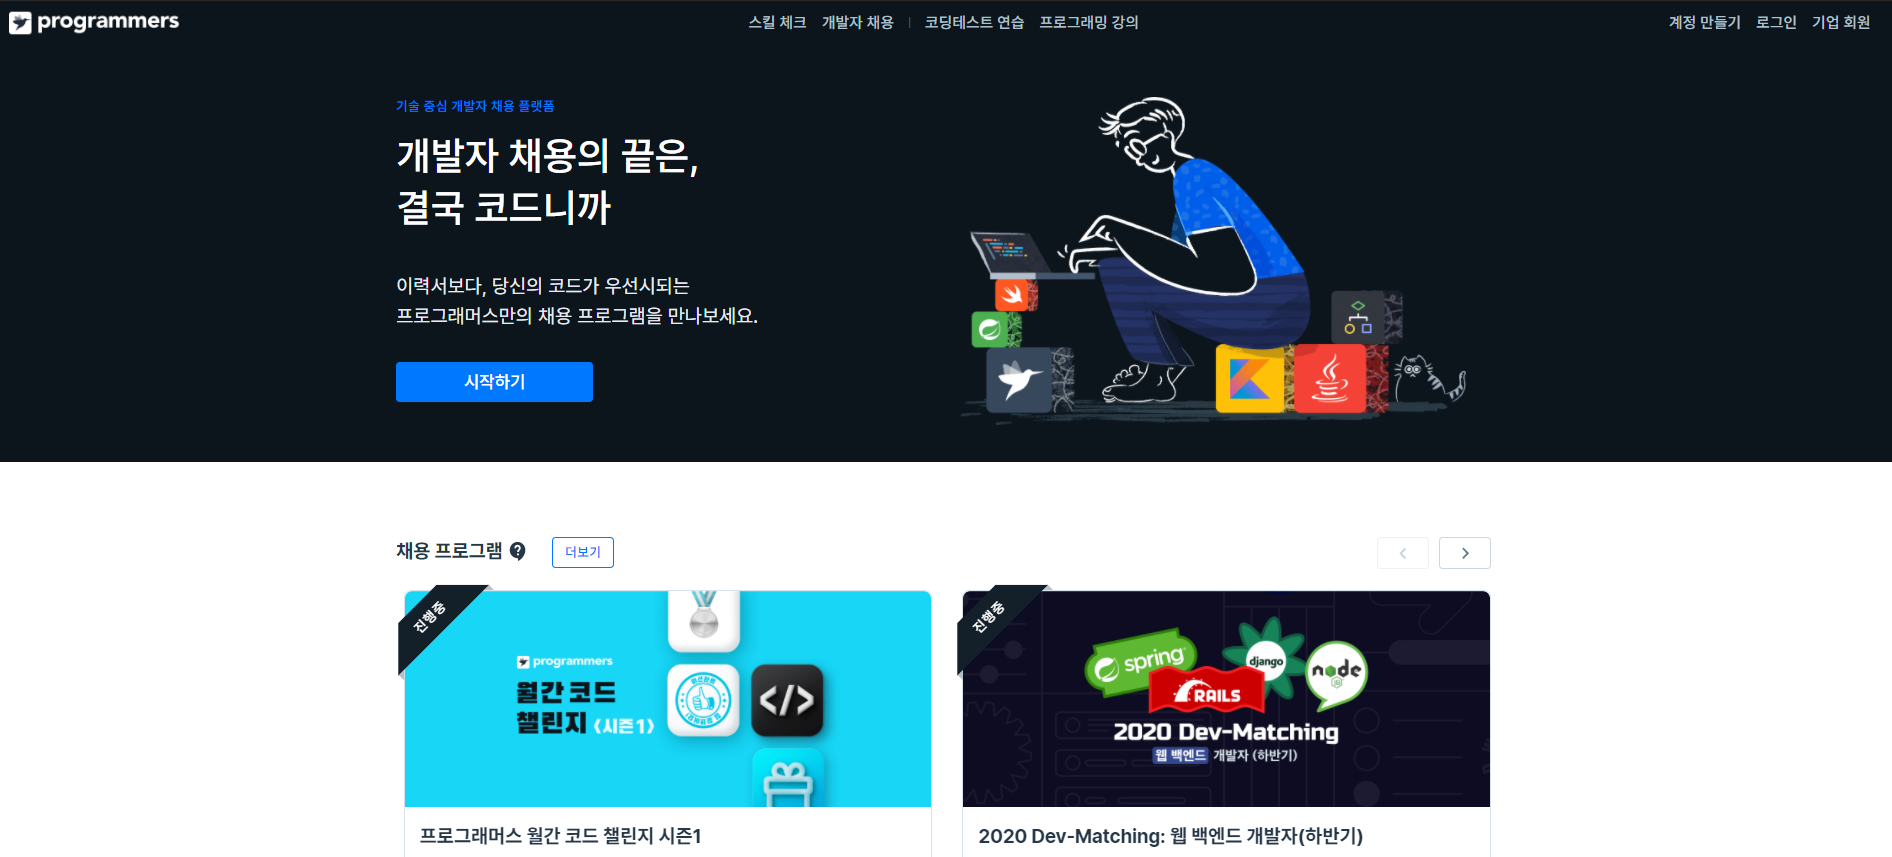 programmers
스킬 체크 개발자 채용 | 코딩테스트 연습 프로그래밍 강의
계정 만들기 로그인 기업 회원
기술 중심 개발자 채용 플랫폼
개발자 채용의 끝은,
결국 코드니까
이력서보다, 당신의 코드가 우선시되는
프로그래머스만의 채용 프로그램을 만나보세요.
시작하기
채용 프로그램 ?
더보기
진행중
programmers
월간 코드
챌린지 <시즌1>
</>
프로그래머스 월간 코드 챌린지 시즌1
진행중
spring
django
node
JS
RAILS
2020 Dev-Matching
웹 백엔드 개발자 (하반기)
2020 Dev-Matching: 웹 백엔드 개발자(하반기)